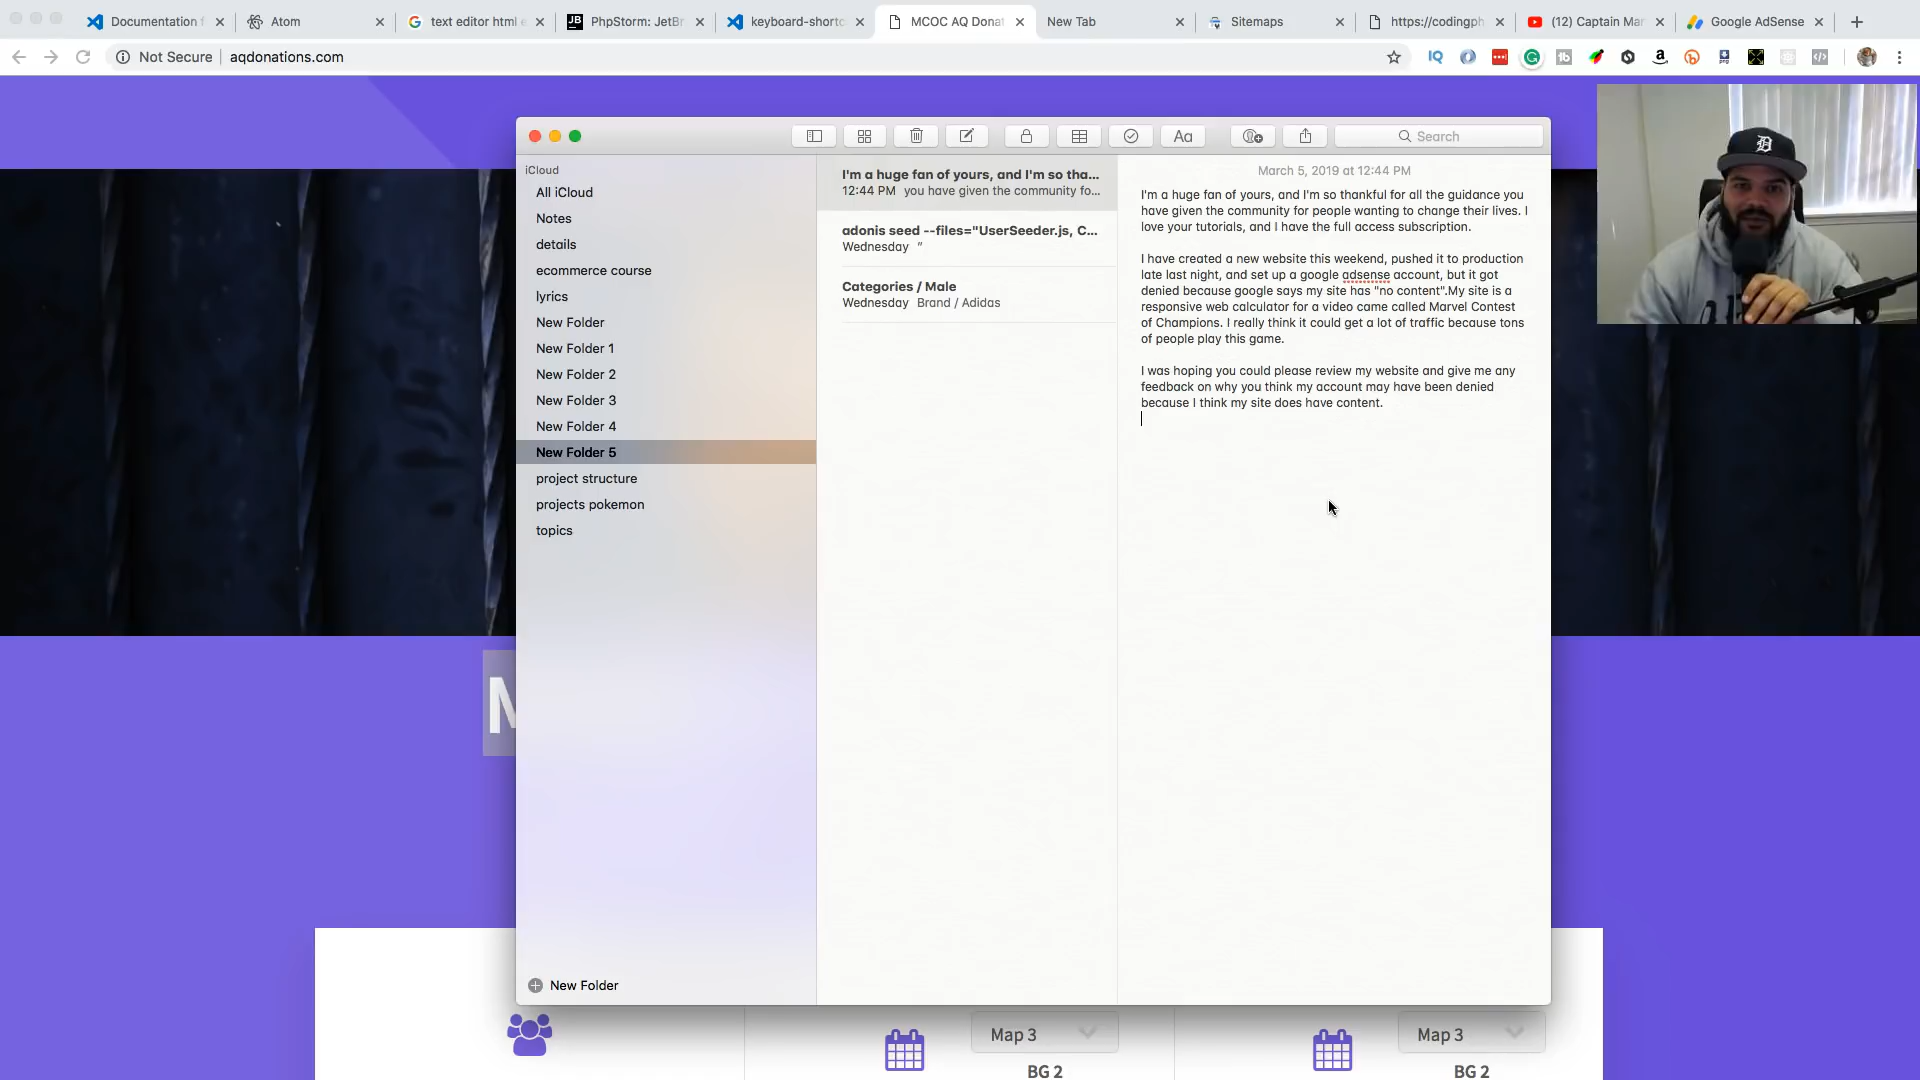 Documentation f
Atom
text editor html e
PhpStorm: JetBr
keyboard-shortc
MCOC AQ Donat
New Tab
Sitemaps
https://codingph
(12) Captain Mar
Google AdSense
Not Secure
aqdonations.com
Aa
Search
iCloud
All iCloud
Notes
details
ecommerce course
lyrics
New Folder
New Folder 1
New Folder 2
New Folder 3
New Folder 4
New Folder 5
project structure
projects pokemon
topics
New Folder
I'm a huge fan of yours, and I'm so tha...
12:44 PM you have given the community fo...
adonis seed --files="UserSeeder.js, C...
Wednesday "
Categories / Male
Wednesday Brand / Adidas
March 5, 2019 at 12:44 PM
I'm a huge fan of yours, and I'm so thankful for all the guidance you
have given the community for people wanting to change their lives. I
love your tutorials, and I have the full access subscription.
I have created a new website this weekend, pushed it to production
late last night, and set up a google adsense account, but it got
denied because google says my site has "no content".My site is a
responsive web calculator for a video came called Marvel Contest
of Champions. I really think it could get a lot of traffic because tons
of people play this game.
I was hoping you could please review my website and give me any
feedback on why you think my account may have been denied
because I think my site does have content.
M
Map 3
BG 2
Map 3
BG 2